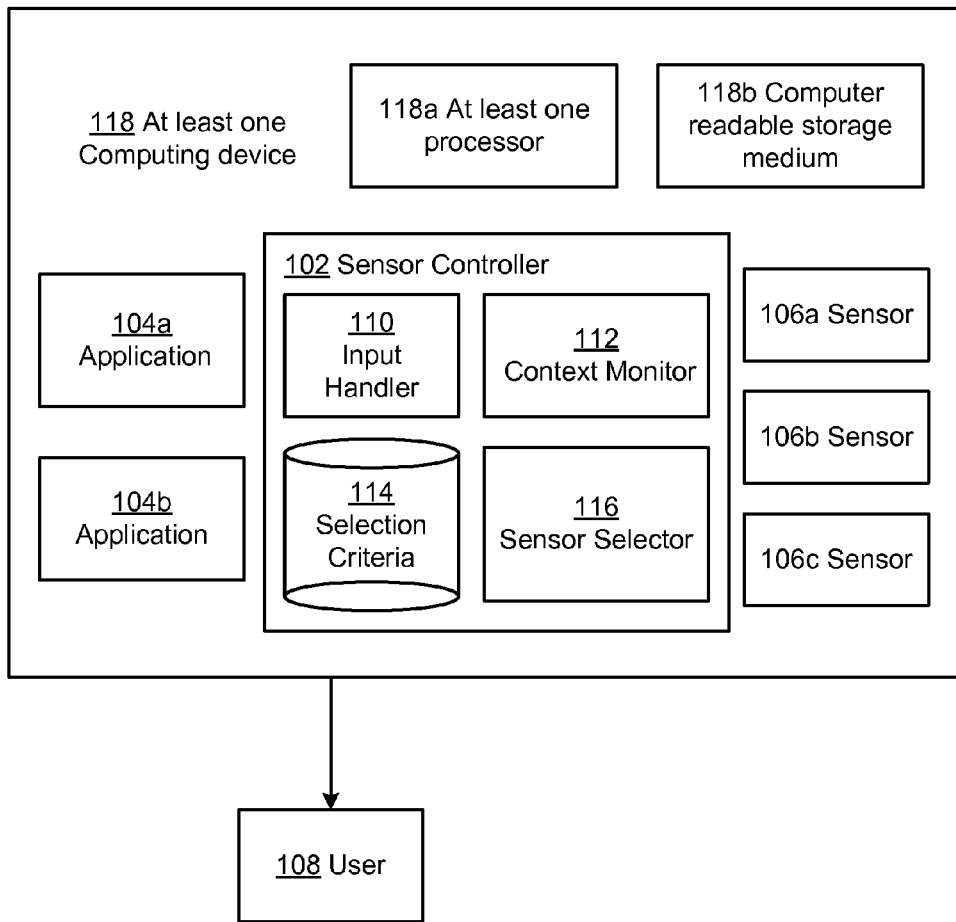 118 At least one
Computing device
118a At least one
processor
118b Computer
readable storage
medium
102 Sensor Controller
104a
Application
110
Input
Handler
112
Context Monitor
106a Sensor
106b Sensor
104b
Application
114
Selection
Criteria
116
Sensor Selector
106c Sensor
108 User